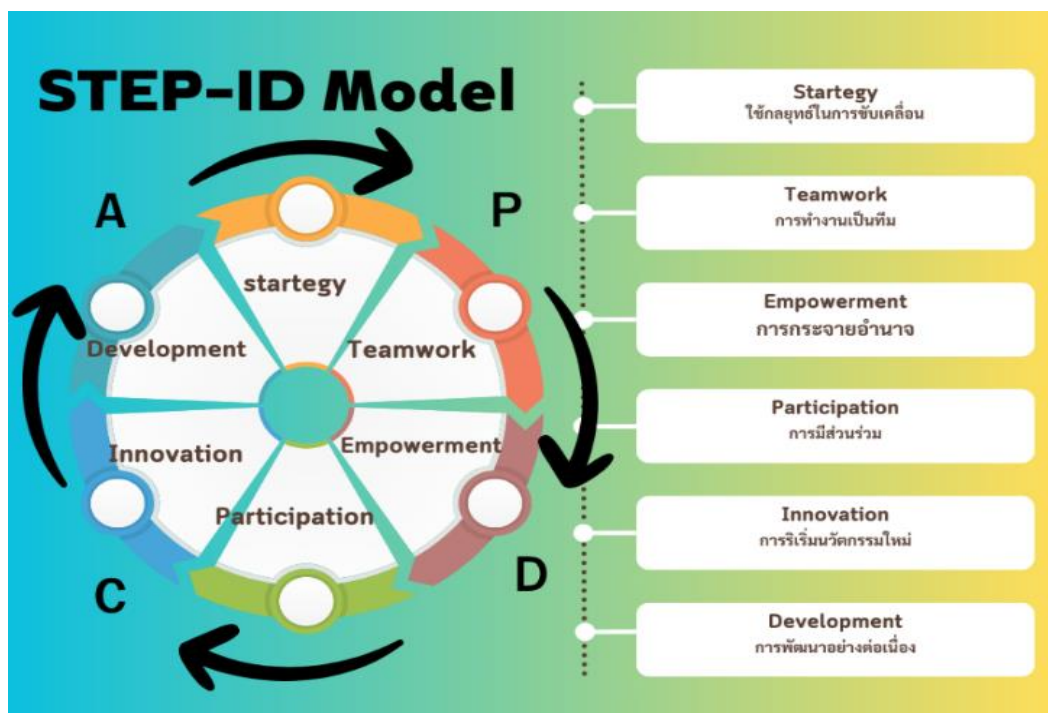 STEP-ID Model
A
P
D
C
startegy
Teamwork
Empowerment
Participation
Innovation
Development
Startegy
ใช้กลยุทธ์ในการขับเคลื่อน
Teamwork
การทำงานเป็นทีม
Empowerment
การกระจายอำนาจ
Participation
การมีส่วนร่วม
Innovation
การริเริ่มนวัตกรรมใหม่
Development
การพัฒนาอย่างต่อเนื่อง